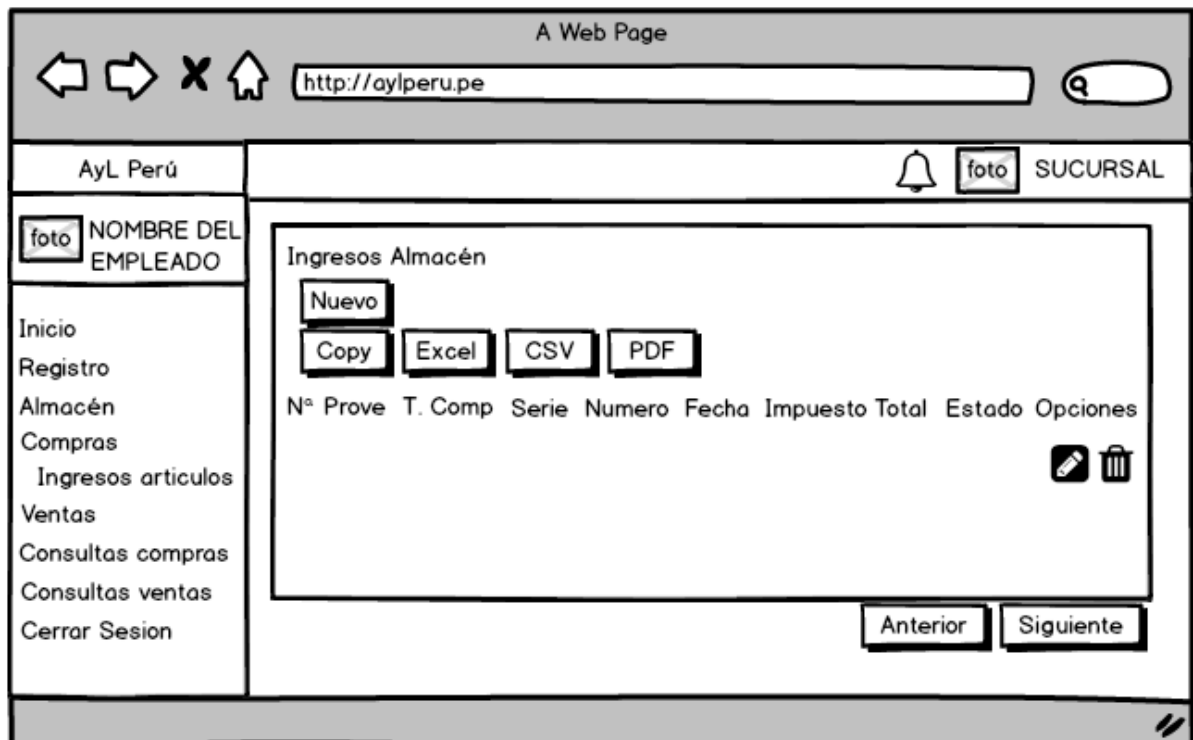 A Web Page
http://aylperu.pe
AyL Perú
foto SUCURSAL
foto NOMBRE DEL
EMPLEADO
Inicio
Registro
Almacén
Compras
Ingresos articulos
Ventas
Consultas compras
Consultas ventas
Cerrar Sesion
Ingresos Almacén
Nuevo
Copy Excel CSV PDF
Nª Prove T. Comp Serie Numero Fecha Impuesto Total Estado Opciones
Anterior Siguiente